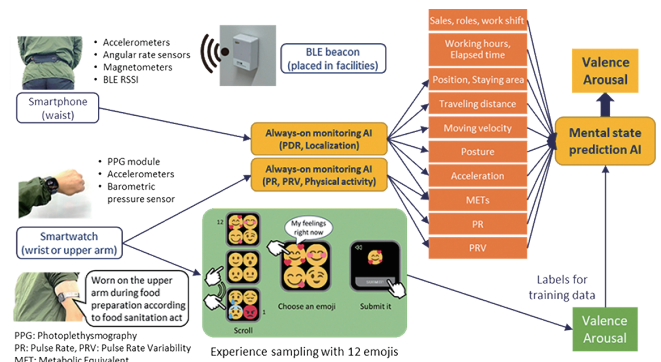 • Accelerometers
• Angular rate sensors
• Magnetometers
• BLE RSSI
BLE beacon
(placed in facilities)
Smartphone
(waist)
• PPG module
• Accelerometers
• Barometric
pressure sensor
Smartwatch
(wrist or upper arm)
Worn on the upper
arm during food
preparation according
to food sanitation act
PPG: Photoplethysmography
PR: Pulse Rate, PRV: Pulse Rate Variability
MET: Metabolic Equivalent
Always-on monitoring AI
(PDR, Localization)
Always-on monitoring AI
(PR, PRV, Physical activity)
12
My feelings
right now
1
Scroll
Choose an emoji
Submit it
Experience sampling with 12 emojis
Sales, roles, work shift
Working hours,
Elapsed time
Position, Staying area
Traveling distance
Moving velocity
Posture
Acceleration
METs
PR
PRV
Valence
Arousal
Mental state
prediction AI
Labels for
training data
Valence
Arousal